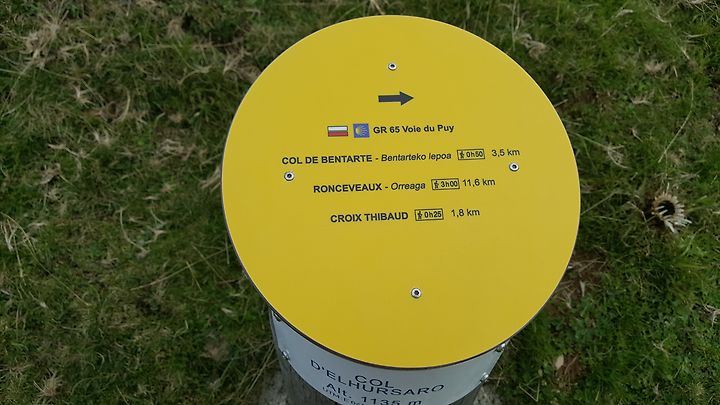 GR 65 Voie du Puy
COL DE BENTARTE - Bentarteko lepoa 0h50 3,5 km
RONCEVEAUX - Orreaga 3h00 11,6 km
CROIX THIBAUD 0h25 1,8 km
COL
D'ELHURSARO
Alt. 1135 m
UTM